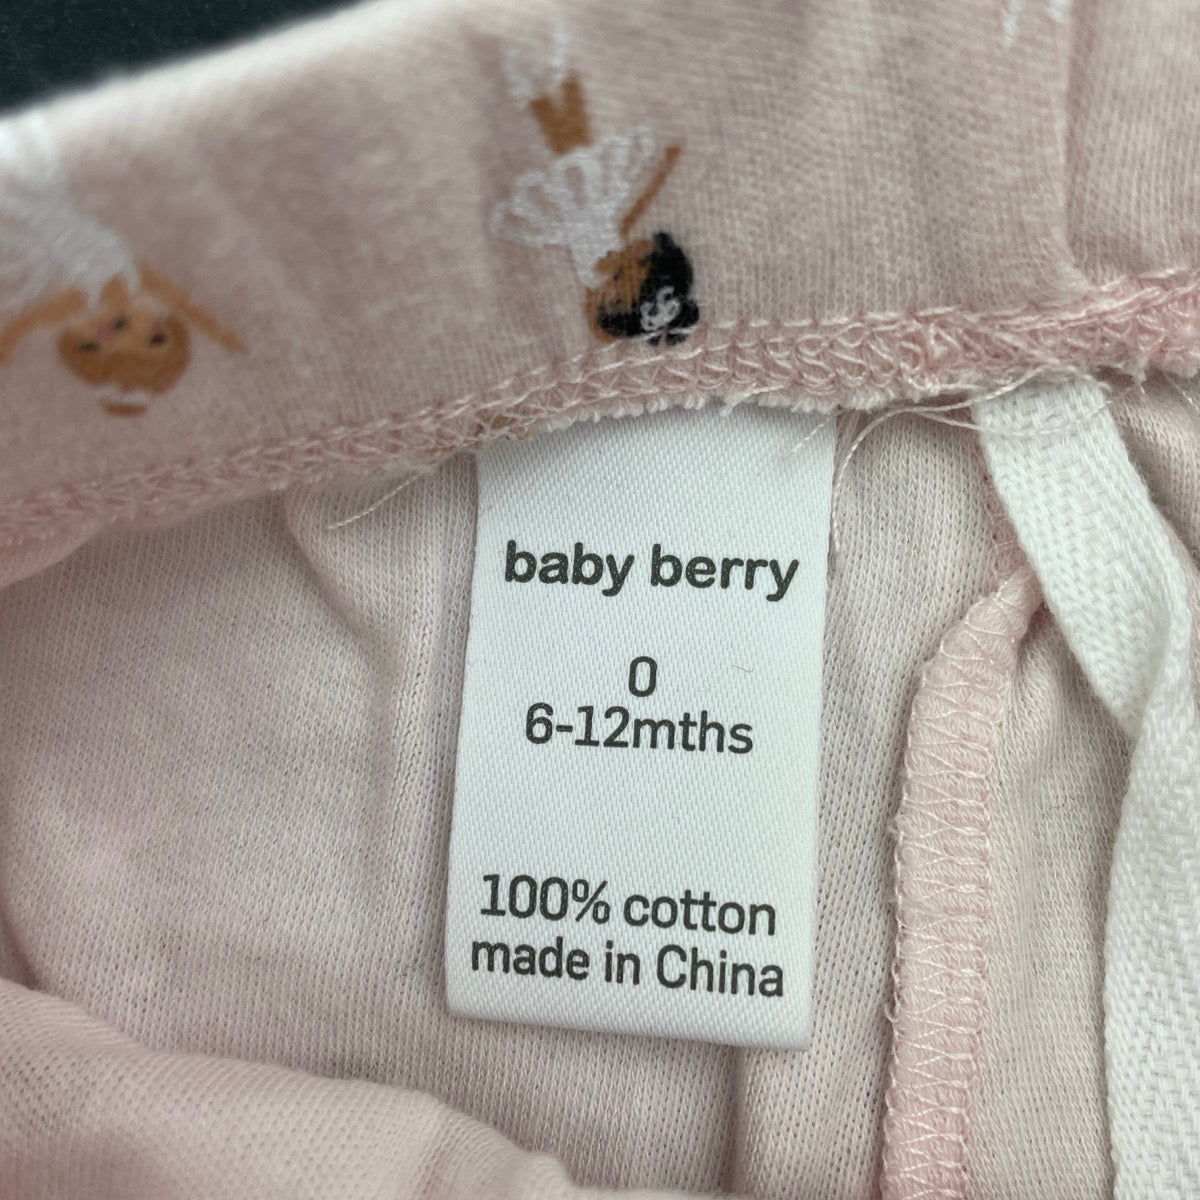 baby berry
0
6-12mths
100% cotton
made in China